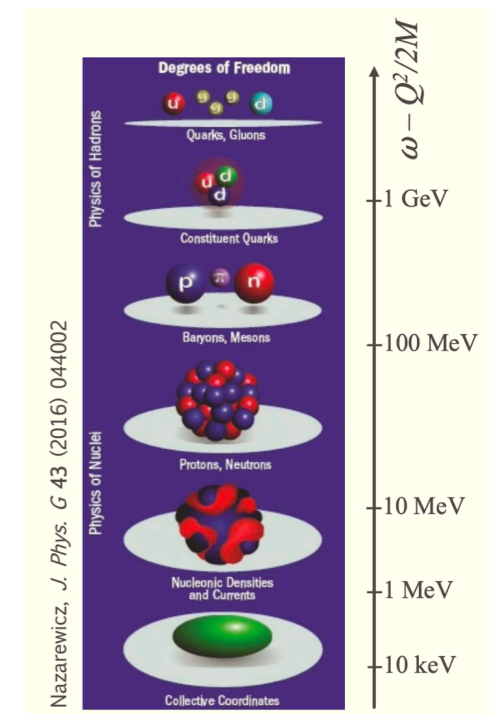 Degrees of Freedom
u g g g d
Quarks, Gluons
u d
d
Constituent Quarks
p π n
Baryons, Mesons
Protons, Neutrons
Nucleonic Densities
and Currents
Collective Coordinates
Physics of Hadrons
Physics of Nuclei
Nazarewicz, J. Phys. G 43 (2016) 044002
ω – Q²/2M
1 GeV
100 MeV
10 MeV
1 MeV
10 keV